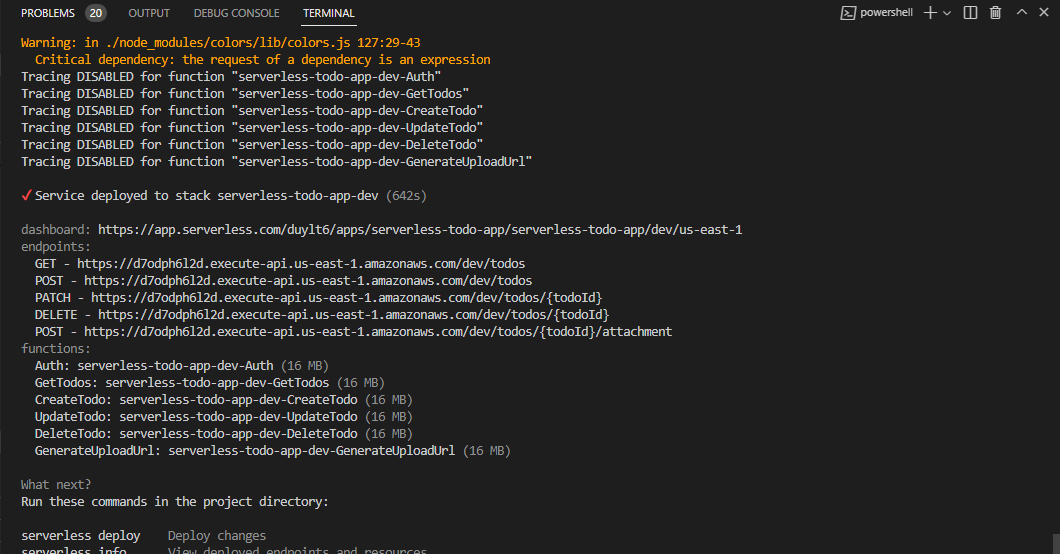 PROBLEMS 20 OUTPUT DEBUG CONSOLE TERMINAL powershell
Warning: in ./node_modules/colors/lib/colors.js 127:29-43
Critical dependency: the request of a dependency is an expression
Tracing DISABLED for function "serverless-todo-app-dev-Auth"
Tracing DISABLED for function "serverless-todo-app-dev-GetTodos"
Tracing DISABLED for function "serverless-todo-app-dev-CreateTodo"
Tracing DISABLED for function "serverless-todo-app-dev-UpdateTodo"
Tracing DISABLED for function "serverless-todo-app-dev-DeleteTodo"
Tracing DISABLED for function "serverless-todo-app-dev-GenerateUploadUrl"
✓ Service deployed to stack serverless-todo-app-dev (642s)
dashboard: https://app.serverless.com/duylt6/apps/serverless-todo-app/serverless-todo-app/dev/us-east-1
endpoints:
GET - https://d7odph6l2d.execute-api.us-east-1.amazonaws.com/dev/todos
POST - https://d7odph6l2d.execute-api.us-east-1.amazonaws.com/dev/todos
PATCH - https://d7odph6l2d.execute-api.us-east-1.amazonaws.com/dev/todos/{todoId}
DELETE - https://d7odph6l2d.execute-api.us-east-1.amazonaws.com/dev/todos/{todoId}
POST - https://d7odph6l2d.execute-api.us-east-1.amazonaws.com/dev/todos/{todoId}/attachment
functions:
Auth: serverless-todo-app-dev-Auth (16 MB)
GetTodos: serverless-todo-app-dev-GetTodos (16 MB)
CreateTodo: serverless-todo-app-dev-CreateTodo (16 MB)
UpdateTodo: serverless-todo-app-dev-UpdateTodo (16 MB)
DeleteTodo: serverless-todo-app-dev-DeleteTodo (16 MB)
GenerateUploadUrl: serverless-todo-app-dev-GenerateUploadUrl (16 MB)
What next?
Run these commands in the project directory:
serverless deploy Deploy changes
serverless info View deployed endpoints and resources